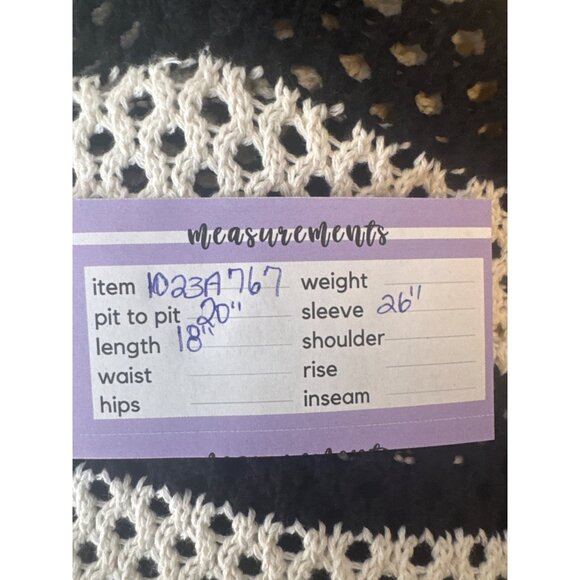 measurements
item 1023A767 weight
pit to pit 20" sleeve 26"
length 18" shoulder
waist rise
hips inseam